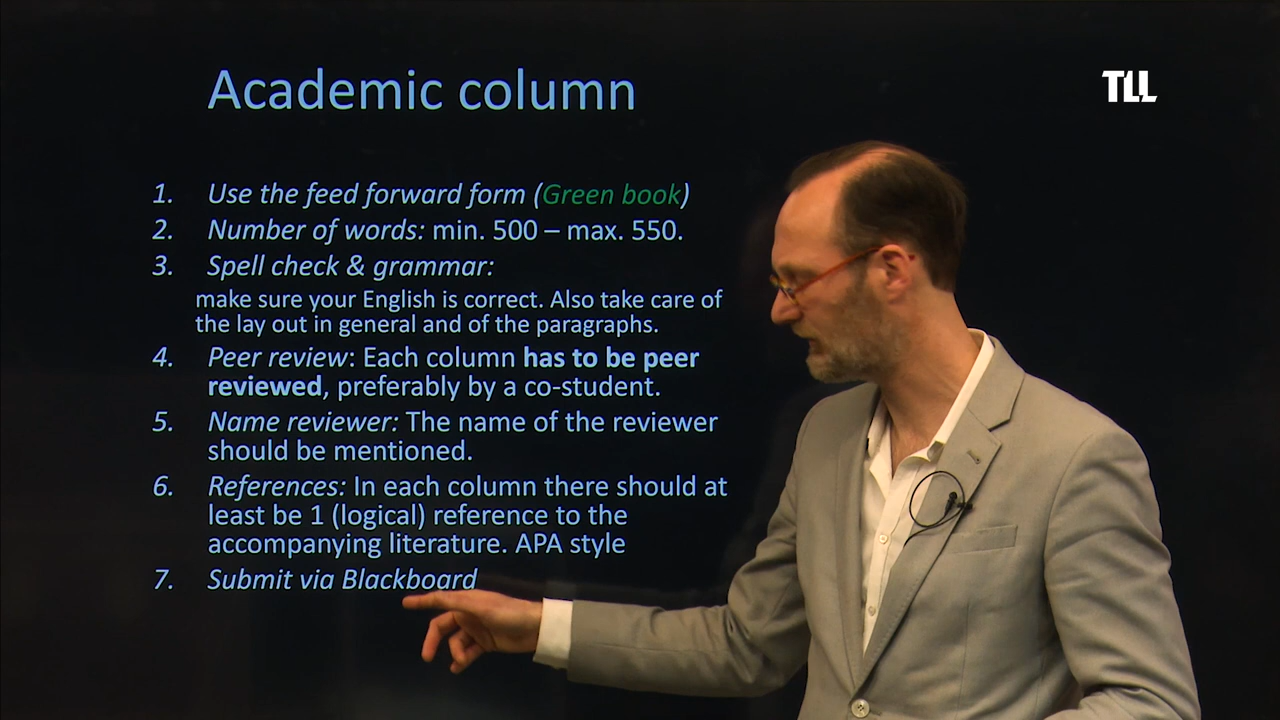 Academic column
TLL
1. Use the feed forward form (Green book)
2. Number of words: min. 500 – max. 550.
3. Spell check & grammar:
make sure your English is correct. Also take care of
the lay out in general and of the paragraphs.
4. Peer review: Each column has to be peer
reviewed, preferably by a co-student.
5. Name reviewer: The name of the reviewer
should be mentioned.
6. References: In each column there should at
least be 1 (logical) reference to the
accompanying literature. APA style
7. Submit via Blackboard